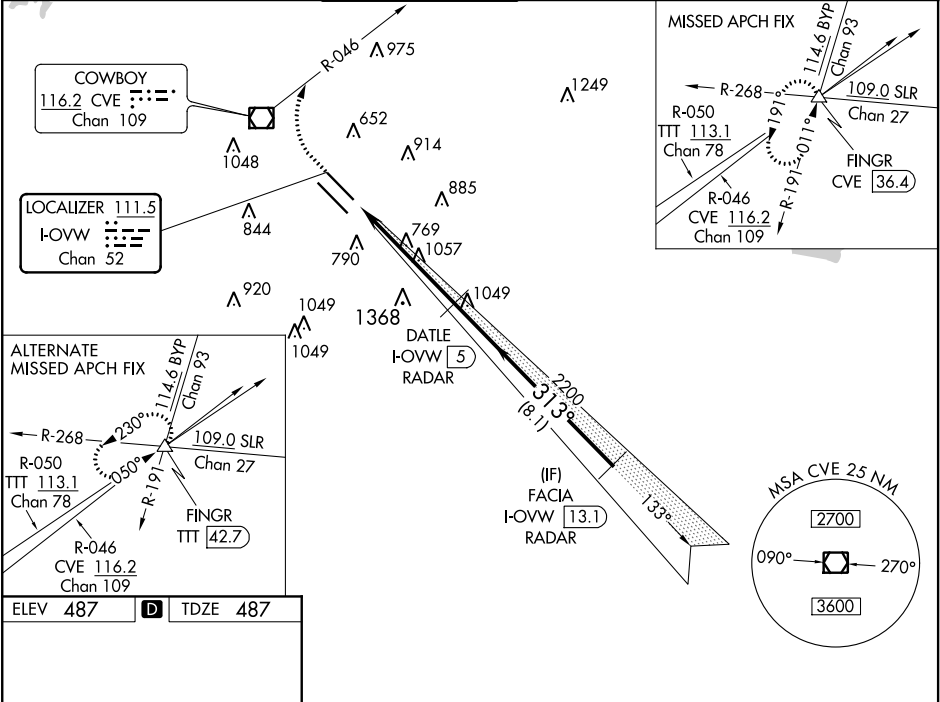 COWBOY
116.2 CVE
Chan 109
R-046
975
1249
652
1048
914
885
LOCALIZER 111.5
I-OVW
Chan 52
844
790
769
1057
920
1049
1049
1368
1049
DATLE
I-OVW 5
RADAR
2200
313°
(8.1)
(IF)
FACIA
I-OVW 13.1
RADAR
133°
MISSED APCH FIX
114.6 BYP
Chan 93
R-268
109.0 SLR
Chan 27
191°
011°
R-050
TTT 113.1
Chan 78
R-191
FINGR
CVE 36.4
R-046
CVE 116.2
Chan 109
ALTERNATE
MISSED APCH FIX
114.6 BYP
Chan 93
230°
R-268
109.0 SLR
Chan 27
050°
R-050
TTT 113.1
Chan 78
R-191
FINGR
TTT 42.7
R-046
CVE 116.2
Chan 109
MSA CVE 25 NM
2700
090°
270°
3600
ELEV 487 D TDZE 487